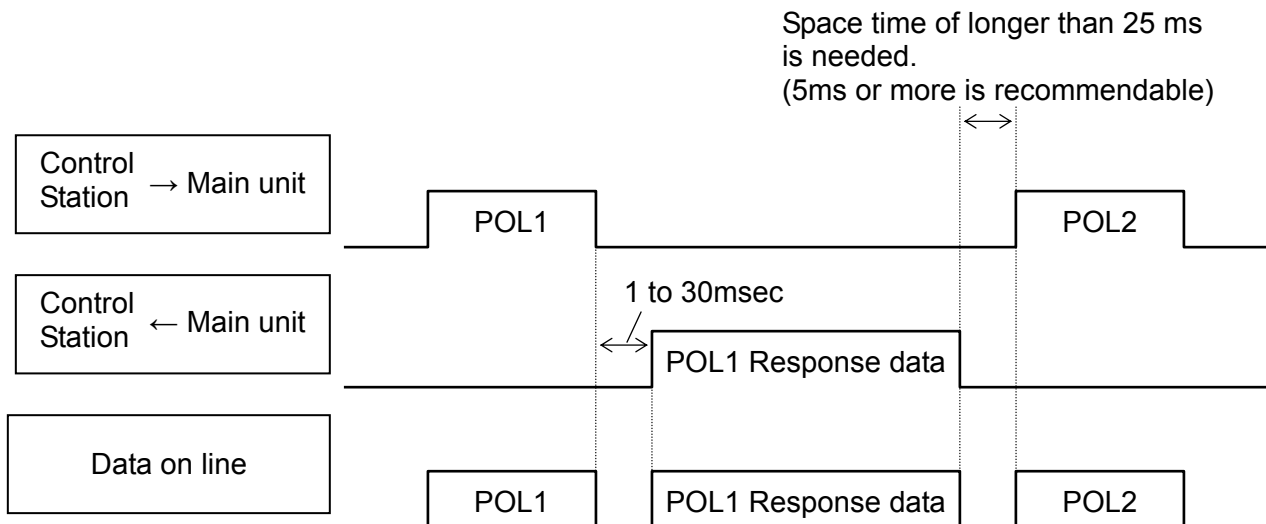 Space time of longer than 25 ms
is needed.
(5ms or more is recommendable)
Control
Station → Main unit
POL1
POL2
Control
Station ← Main unit
1 to 30msec
POL1 Response data
Data on line
POL1
POL1 Response data
POL2